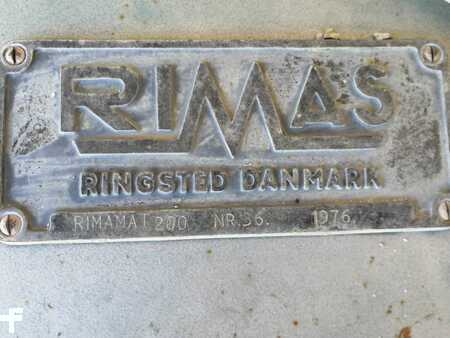 RIMAS
RINGSTED DANMARK
RIMAMAT 200 NR.36. 1976
F